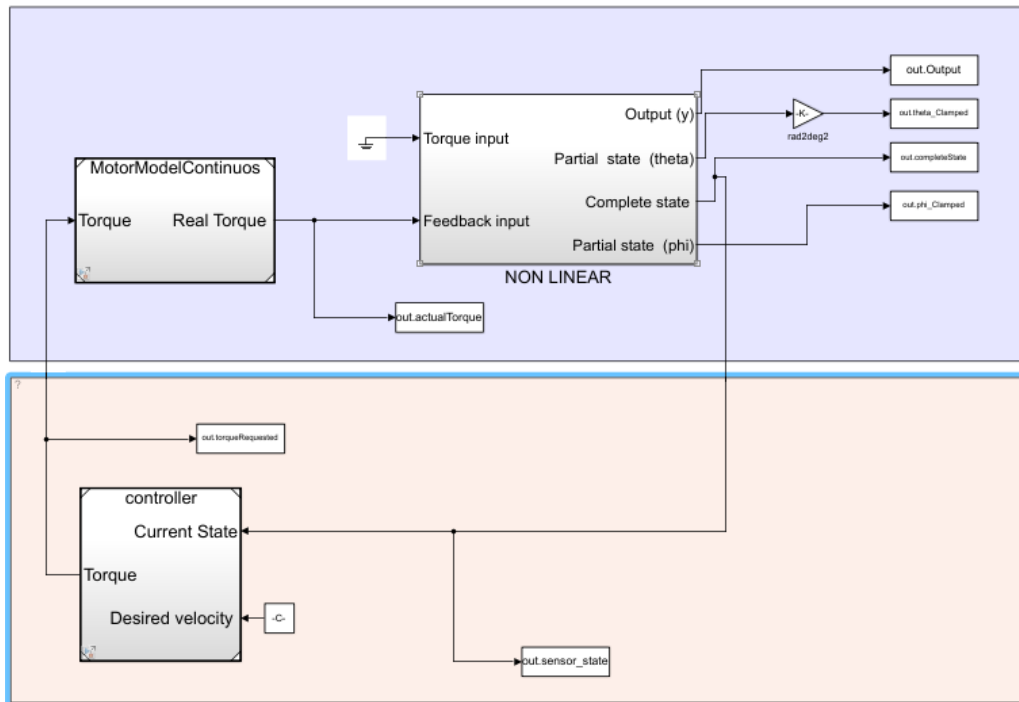 out.Output
Output (y)
out.theta_Clamped
-K-
rad2deg2
Torque input
Partial state (theta)
out.completeState
MotorModelContinuos
Complete state
out.phi_Clamped
Torque
Real Torque
Feedback input
Partial state (phi)
NON LINEAR
out.actualTorque
?
out.torqueRequested
controller
Current State
Torque
Desired velocity
-C-
out.sensor_state